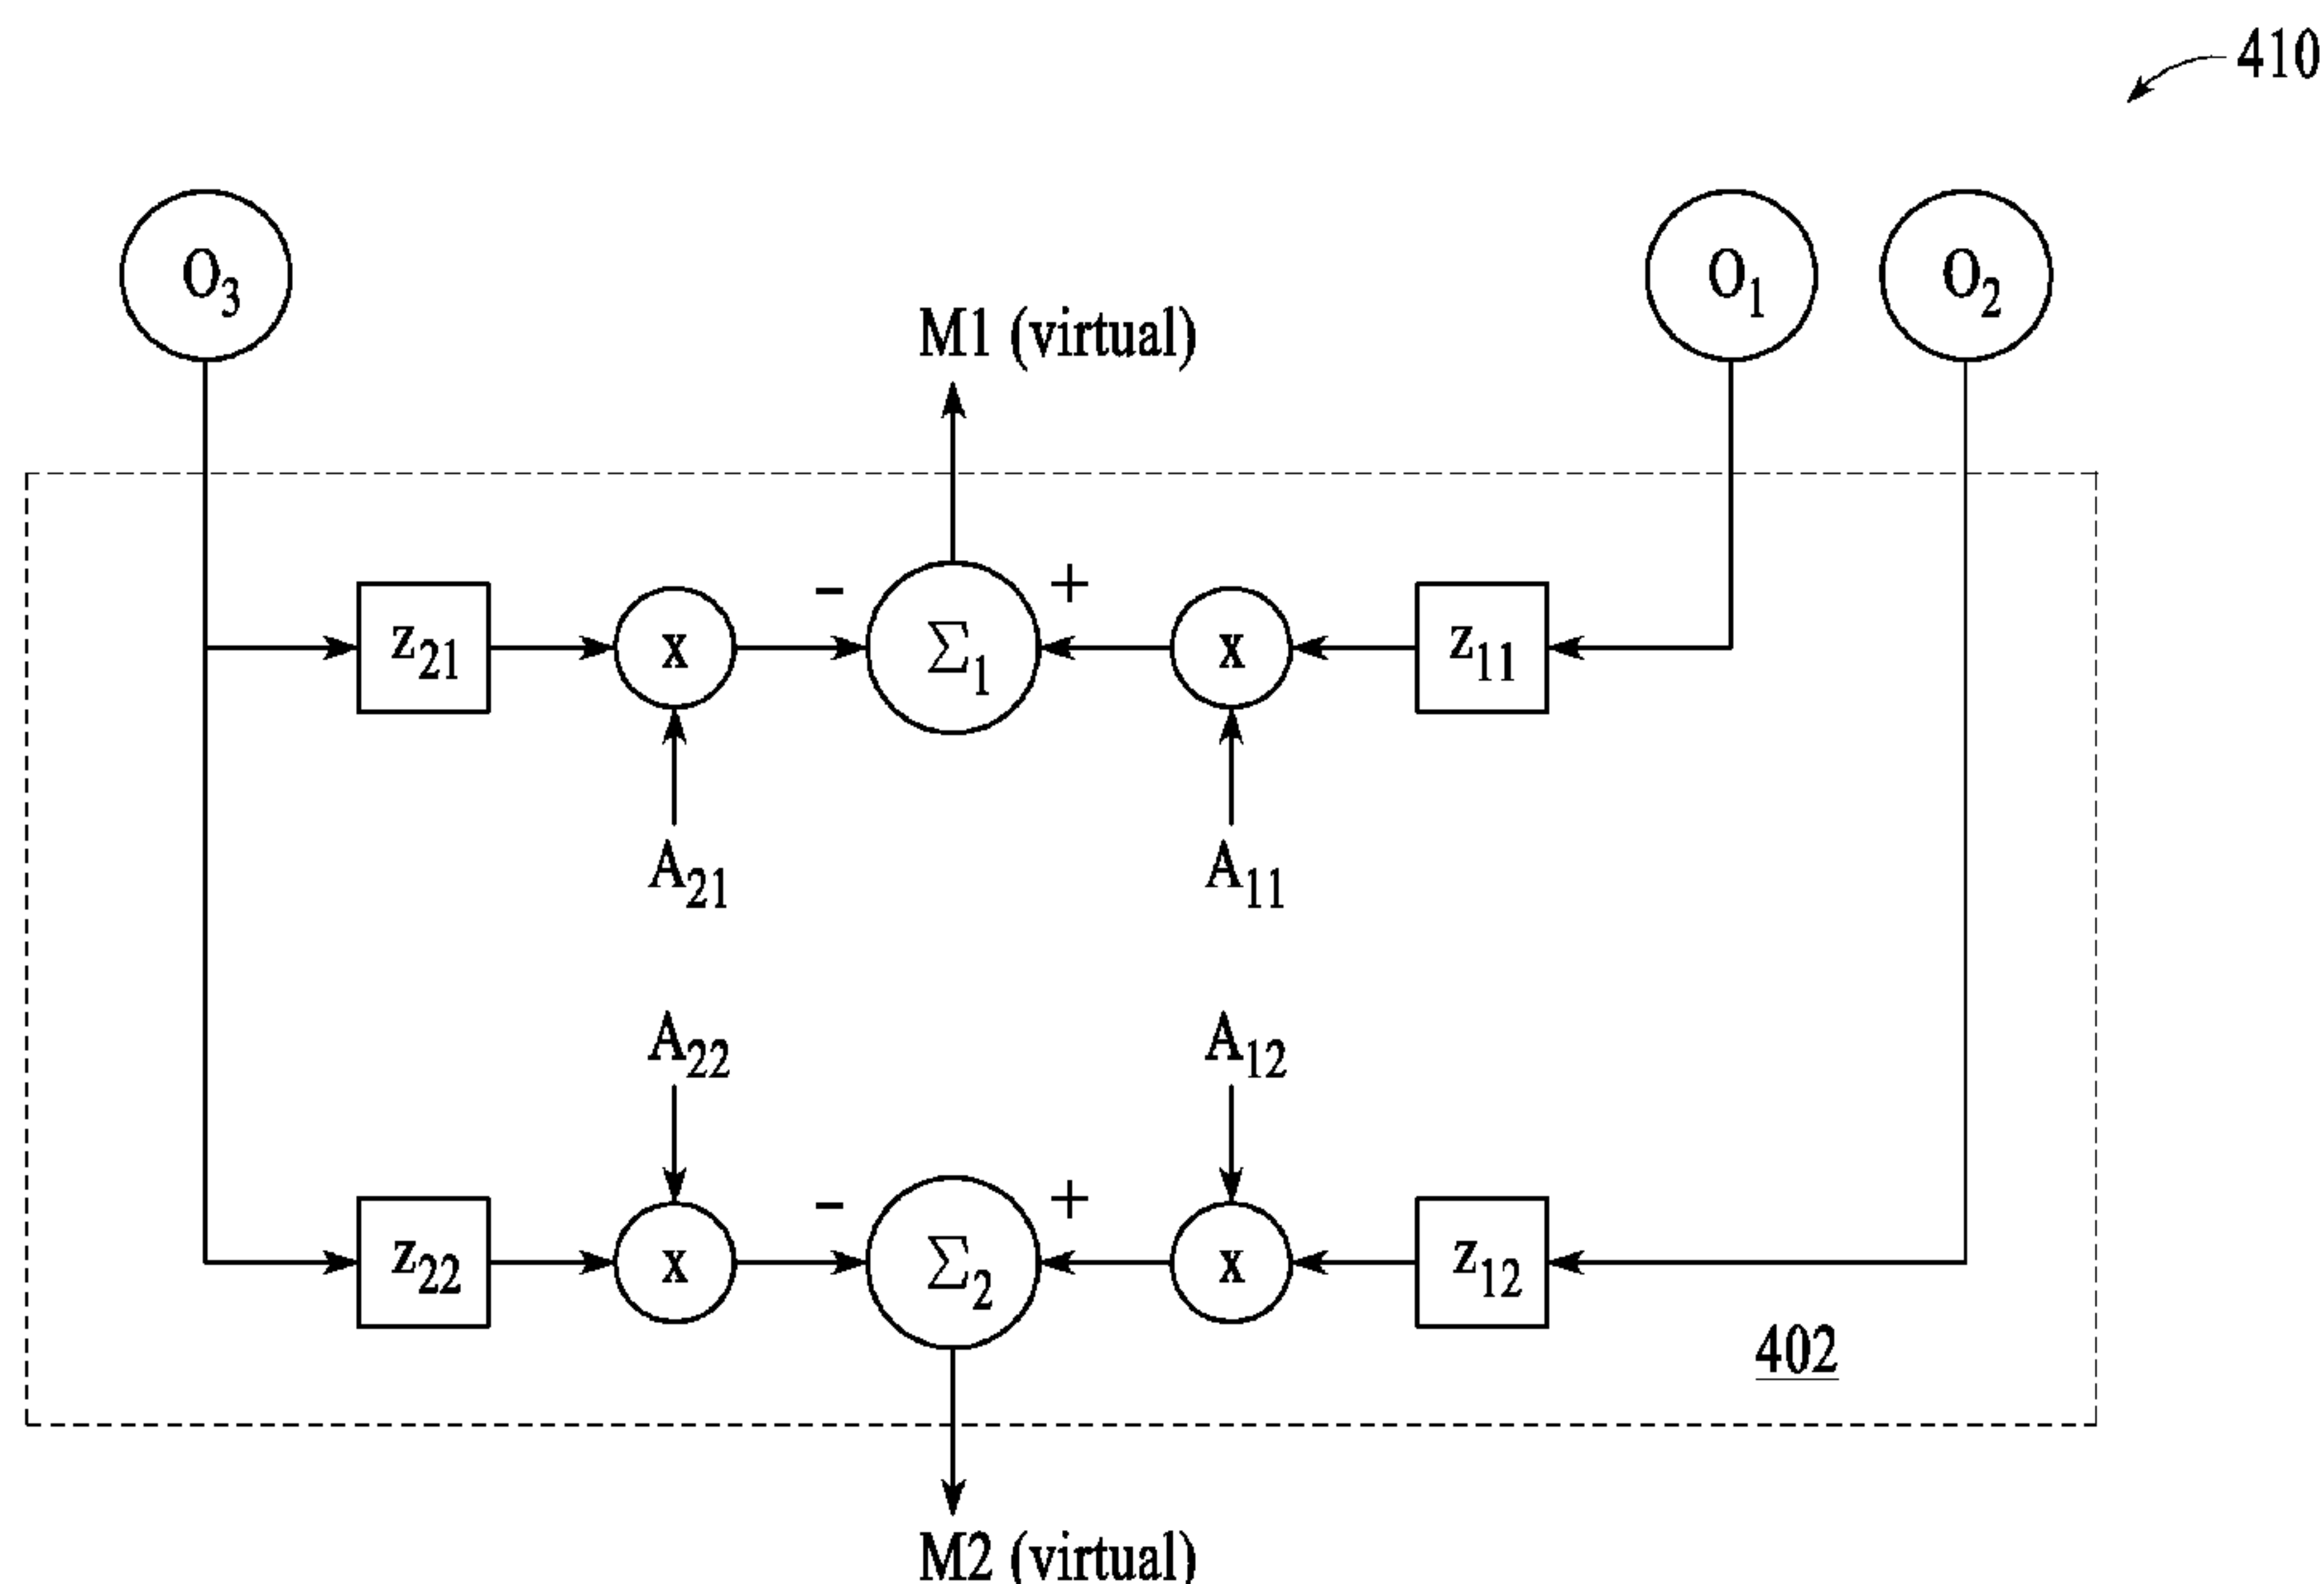 410
O3
O1
O2
M1 (virtual)
- +
z21 x Σ1 x z11
A21 A11
A22 A12
- +
z22 x Σ2 x z12
402
M2 (virtual)